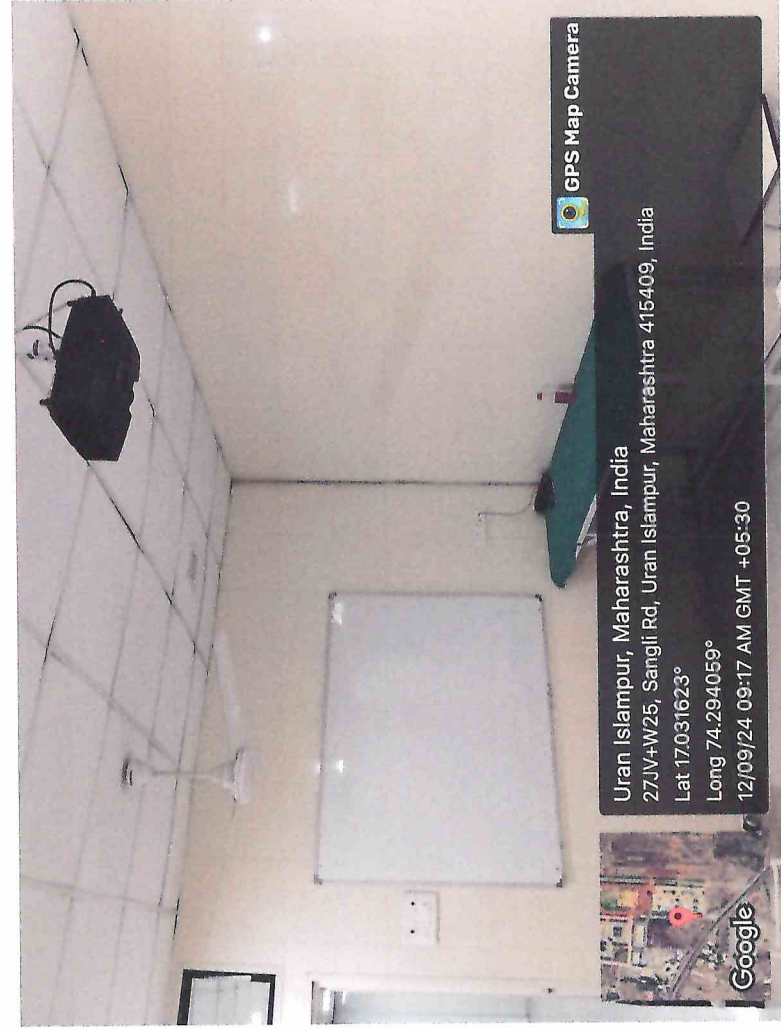 GPS Map Camera
Uran Islampur, Maharashtra, India
27JV+W25, Sangli Rd, Uran Islampur, Maharashtra 415409, India
Lat 17.031623°
Long 74.294059°
12/09/24 09:17 AM GMT +05:30
Google